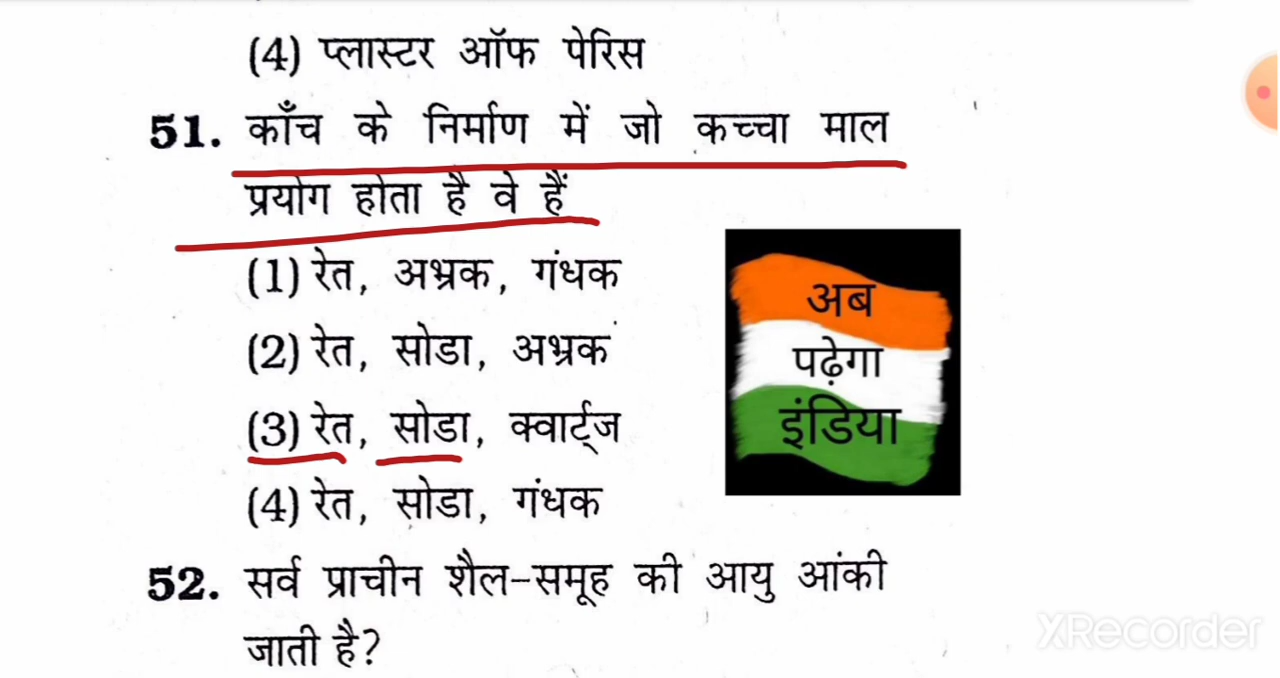 (4) प्लास्टर ऑफ पेरिस
51. काँच के निर्माण में जो कच्चा माल
प्रयोग होता है वे हैं
(1) रेत, अभ्रक, गंधक
(2) रेत, सोडा, अभ्रक
(3) रेत, सोडा, क्वार्ट्ज
(4) रेत, सोडा, गंधक
अब
पढ़ेगा
इंडिया
52. सर्व प्राचीन शैल-समूह की आयु आंकी
जाती है?
XRecorder